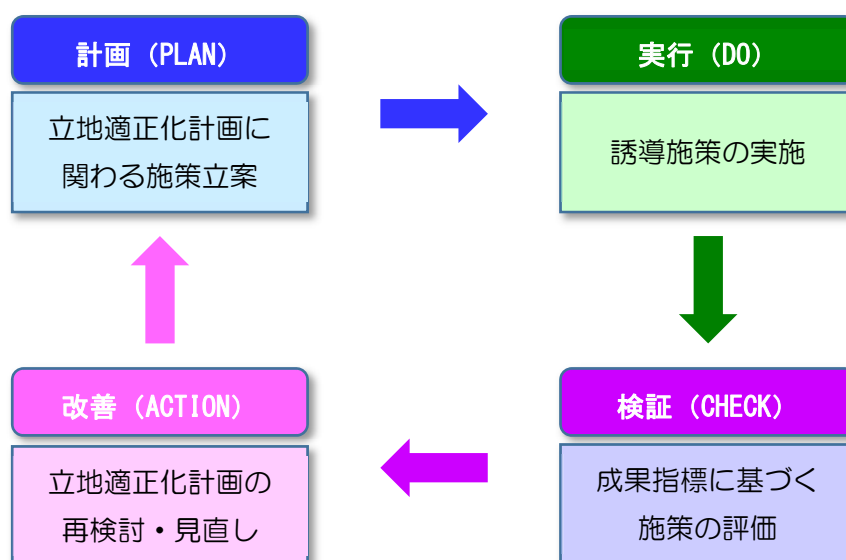 計画（PLAN）
立地適正化計画に
関わる施策立案
実行（DO）
誘導施策の実施
検証（CHECK）
成果指標に基づく
施策の評価
改善（ACTION）
立地適正化計画の
再検討・見直し